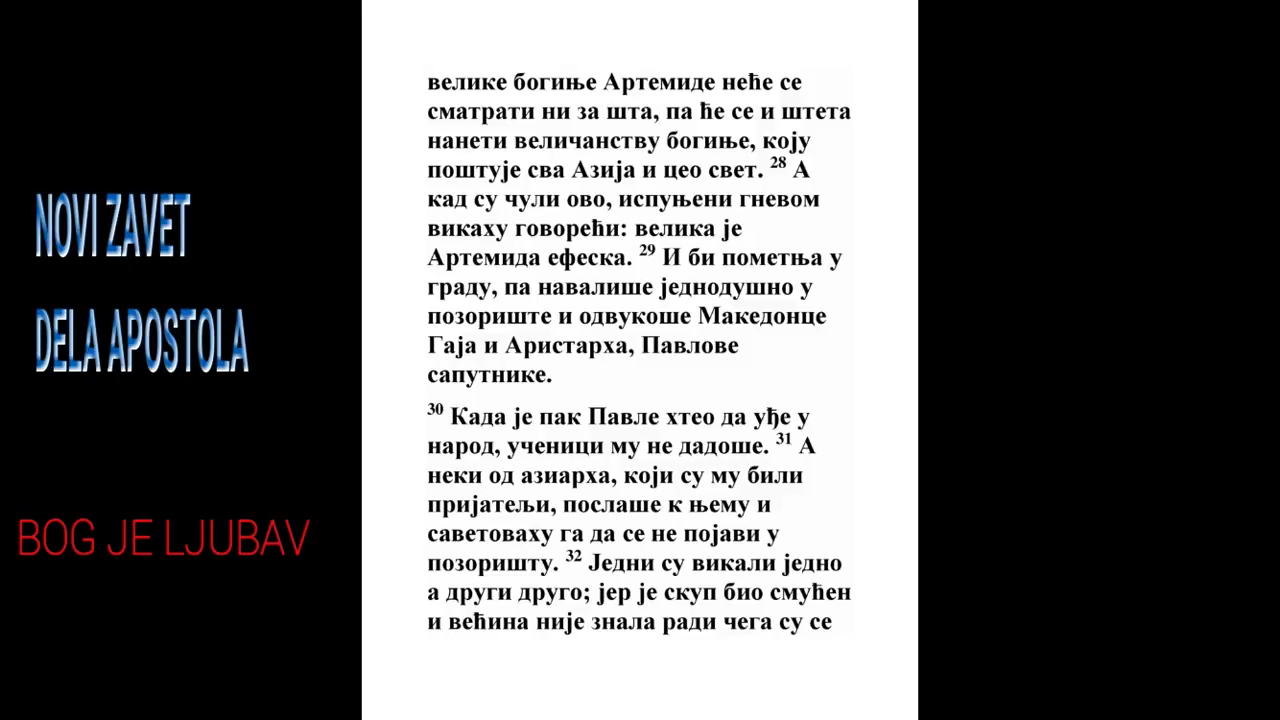 NOVI ZAVET
DELA APOSTOLA
BOG JE LJUBAV
велике богиње Артемиде неће се
сматрати ни за шта, па ће се и штета
нанети величанству богиње, коју
поштује сва Азија и цео свет. 28 А
кад су чули ово, испуњени гневом
викаху говорећи: велика је
Артемида ефеска. 29 И би пометња у
граду, па навалише једнодушно у
позориште и одвукоше Македонце
Гаја и Аристарха, Павлове
сапутнике.
30 Када је пак Павле хтео да уђе у
народ, ученици му не дадоше. 31 А
неки од азиарха, који су му били
пријатељи, послаше к њему и
саветоваху га да се не појави у
позоришту. 32 Једни су викали једно
а други друго; јер је скуп био смућен
и већина није знала ради чега су се